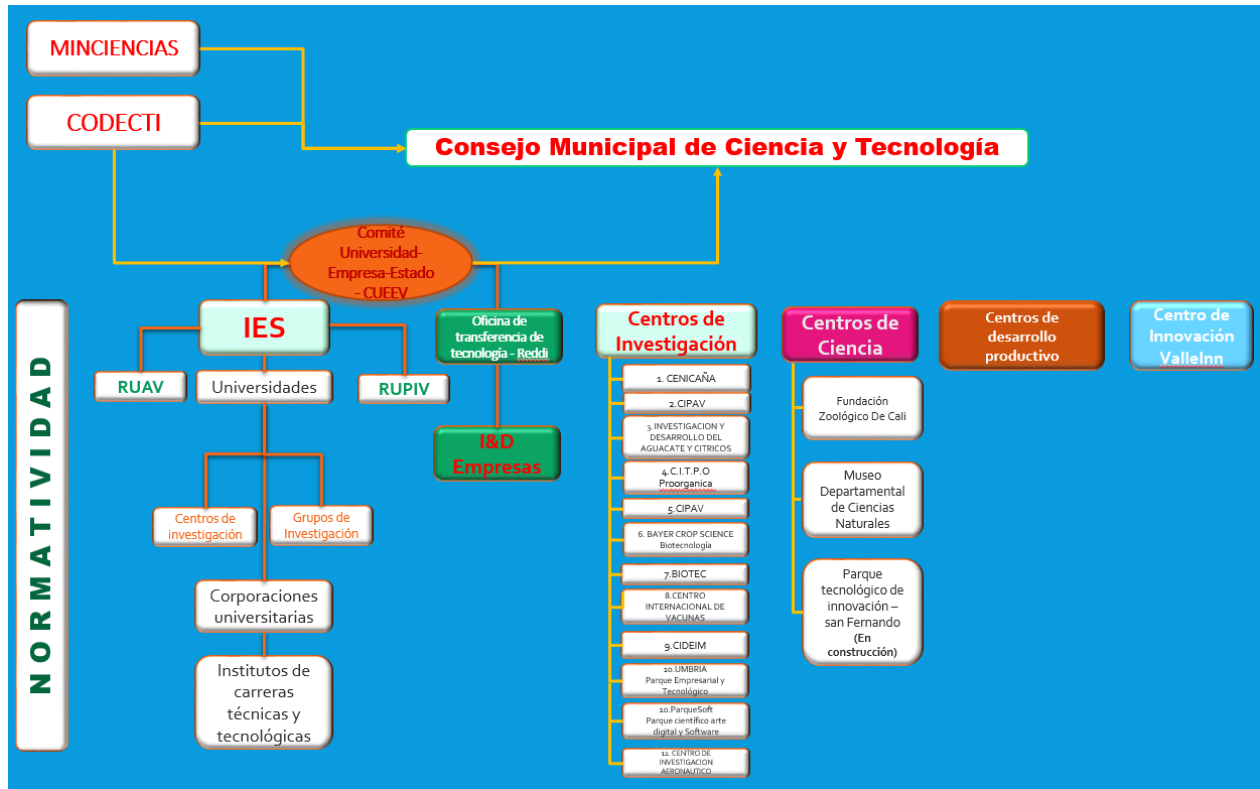 MINCIENCIAS
CODECTI
Consejo Municipal de Ciencia y Tecnología
Comité
Universidad-
Empresa-Estado
- CUEEV
NORMATIVIDAD
IES
RUAV
Universidades
RUPIV
Centros de
investigación
Grupos de
Investigación
Corporaciones
universitarias
Institutos de
carreras
técnicas y
tecnológicas
Oficina de
transferencia de
tecnología - Reddi
I&D
Empresas
Centros de
Investigación
1. CENICAÑA
2.CIPAV
3. INVESTIGACION Y
DESARROLLO DEL
AGUACATE Y CITRICOS
4.C.I.T.P.O
Proorganica
5.CIPAV
6. BAYER CROP SCIENCE
Biotecnología
7.BIOTEC
8.CENTRO
INTERNACIONAL DE
VACUNAS
9.CIDEIM
10.UMBRIA
Parque Empresarial y
Tecnológico
10.ParqueSoft
Parque científico arte
digital y Software
12. CENTRO DE
INVESTIGACION
AERONAUTICO
Centros de
Ciencia
Fundación
Zoológico De Cali
Museo
Departamental
de Ciencias
Naturales
Parque
tecnológico de
innovación –
san Fernando
(En
construcción)
Centros de
desarrollo
productivo
Centro de
Innovación
ValleInn